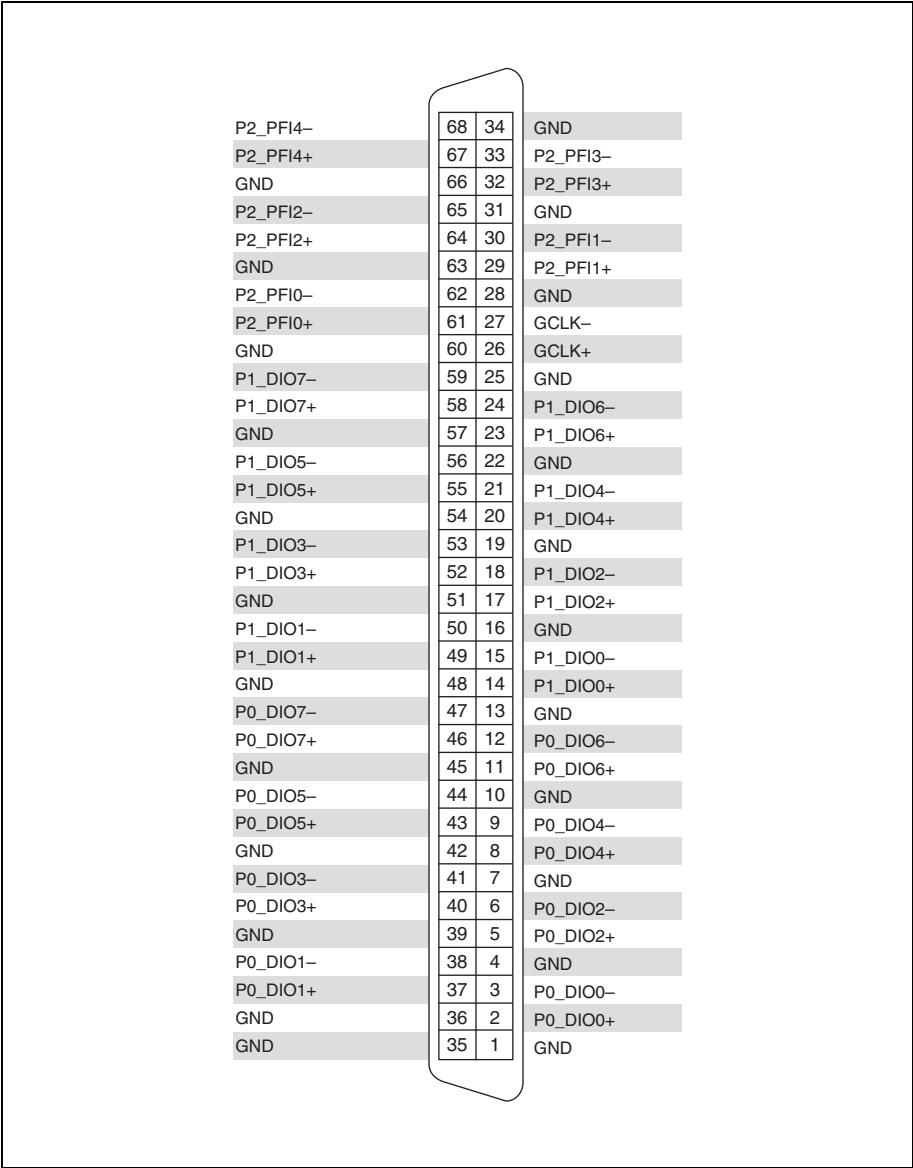 P2_PFI4– 68 34 GND
P2_PFI4+ 67 33 P2_PFI3–
GND 66 32 P2_PFI3+
P2_PFI2– 65 31 GND
P2_PFI2+ 64 30 P2_PFI1–
GND 63 29 P2_PFI1+
P2_PFI0– 62 28 GND
P2_PFI0+ 61 27 GCLK–
GND 60 26 GCLK+
P1_DIO7– 59 25 GND
P1_DIO7+ 58 24 P1_DIO6–
GND 57 23 P1_DIO6+
P1_DIO5– 56 22 GND
P1_DIO5+ 55 21 P1_DIO4–
GND 54 20 P1_DIO4+
P1_DIO3– 53 19 GND
P1_DIO3+ 52 18 P1_DIO2–
GND 51 17 P1_DIO2+
P1_DIO1– 50 16 GND
P1_DIO1+ 49 15 P1_DIO0–
GND 48 14 P1_DIO0+
P0_DIO7– 47 13 GND
P0_DIO7+ 46 12 P0_DIO6–
GND 45 11 P0_DIO6+
P0_DIO5– 44 10 GND
P0_DIO5+ 43 9 P0_DIO4–
GND 42 8 P0_DIO4+
P0_DIO3– 41 7 GND
P0_DIO3+ 40 6 P0_DIO2–
GND 39 5 P0_DIO2+
P0_DIO1– 38 4 GND
P0_DIO1+ 37 3 P0_DIO0–
GND 36 2 P0_DIO0+
GND 35 1 GND